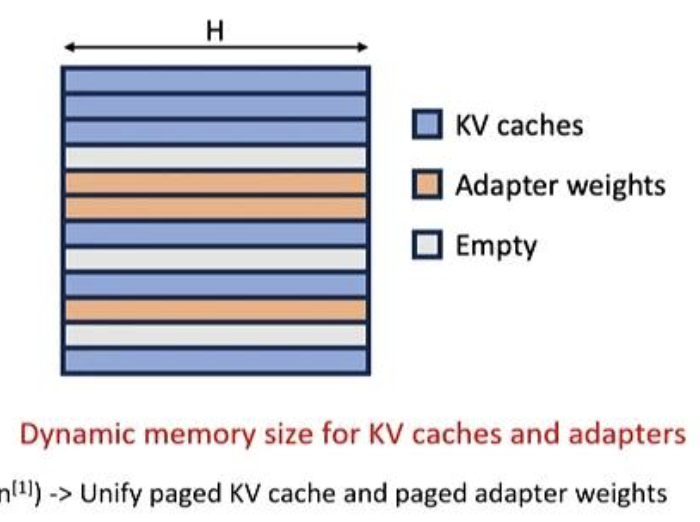 H
KV caches
Adapter weights
Empty
Dynamic memory size for KV caches and adapters
n[1]) -> Unify paged KV cache and paged adapter weights